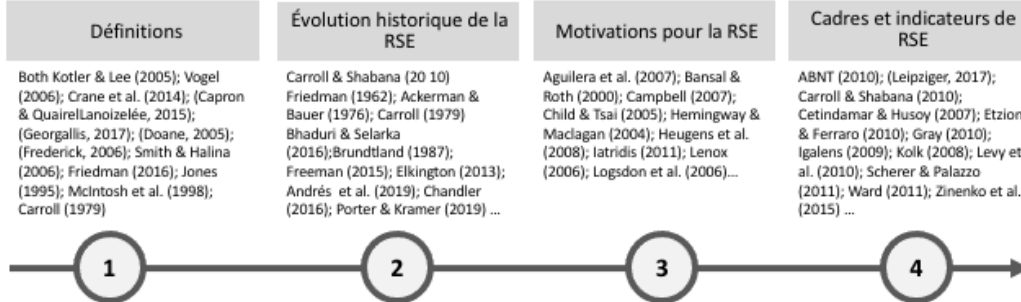 Définitions
Both Kotler & Lee (2005); Vogel
(2006); Crane et al. (2014); (Capron
& QuairelLanoizelée, 2015);
(Georgallis, 2017); (Doane, 2005);
(Frederick, 2006); Smith & Halina
(2006); Friedman (2016); Jones
(1995); McIntosh et al. (1998);
Carroll (1979)
1
Évolution historique de la
RSE
Carroll & Shabana (20 10)
Friedman (1962); Ackerman &
Bauer (1976); Carroll (1979)
Bhaduri & Selarka
(2016);Brundtland (1987);
Freeman (2015); Elkington (2013);
Andrés et al. (2019); Chandler
(2016); Porter & Kramer (2019) ...
2
Motivations pour la RSE
Aguilera et al. (2007); Bansal &
Roth (2000); Campbell (2007);
Child & Tsai (2005); Hemingway &
Maclagan (2004); Heugens et al.
(2008); Iatridis (2011); Lenox
(2006); Logsdon et al. (2006)...
3
Cadres et indicateurs de
RSE
ABNT (2010); (Leipziger, 2017);
Carroll & Shabana (2010);
Cetindamar & Husoy (2007); Etzion
& Ferraro (2010); Gray (2010);
Igalens (2009); Kolk (2008); Levy et
al. (2010); Scherer & Palazzo
(2011); Ward (2011); Zinenko et al.
(2015) ...
4